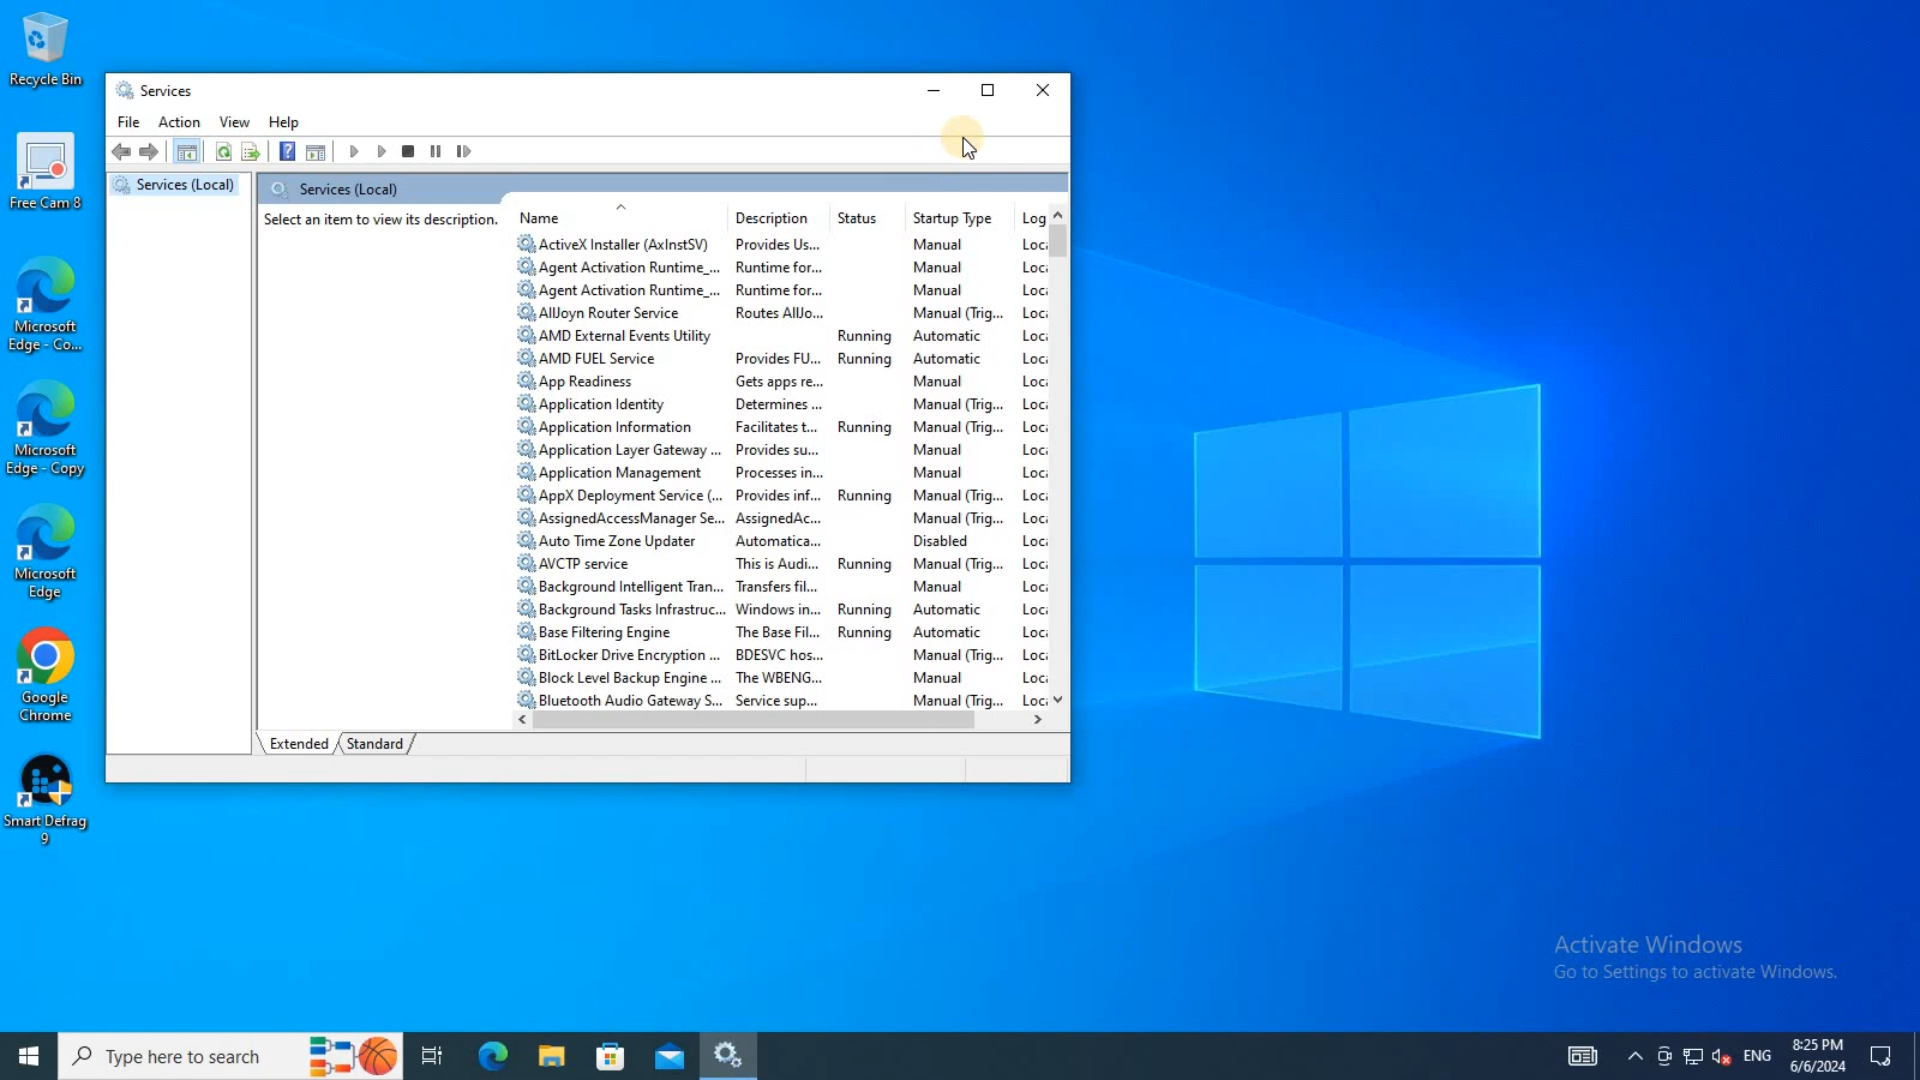 Recycle Bin
Free Cam 8
Microsoft
Edge - Co...
Microsoft
Edge - Copy
Microsoft
Edge
Google
Chrome
Smart Defrag
9
Services
File Action View Help
Services (Local)
Services (Local)
Select an item to view its description.
Name Description Status Startup Type Log
ActiveX Installer (AxInstSV) Provides Us... Manual Loc
Agent Activation Runtime_... Runtime for... Manual Loc
Agent Activation Runtime_... Runtime for... Manual Loc
AllJoyn Router Service Routes AllJo... Manual (Trig... Loc
AMD External Events Utility Running Automatic Loc
AMD FUEL Service Provides FU... Running Automatic Loc
App Readiness Gets apps re... Manual Loc
Application Identity Determines ... Manual (Trig... Loc
Application Information Facilitates t... Running Manual (Trig... Loc
Application Layer Gateway ... Provides su... Manual Loc
Application Management Processes in... Manual Loc
AppX Deployment Service (... Provides inf... Running Manual (Trig... Loc
AssignedAccessManager Se... AssignedAc... Manual (Trig... Loc
Auto Time Zone Updater Automatica... Disabled Loc
AVCTP service This is Audi... Running Manual (Trig... Loc
Background Intelligent Tran... Transfers fil... Manual Loc
Background Tasks Infrastruc... Windows in... Running Automatic Loc
Base Filtering Engine The Base Fil... Running Automatic Loc
BitLocker Drive Encryption ... BDESVC hos... Manual (Trig... Loc
Block Level Backup Engine ... The WBENG... Manual Loc
Bluetooth Audio Gateway S... Service sup... Manual (Trig... Loc
Extended Standard
Activate Windows
Go to Settings to activate Windows.
Type here to search
ENG
8:25 PM
6/6/2024